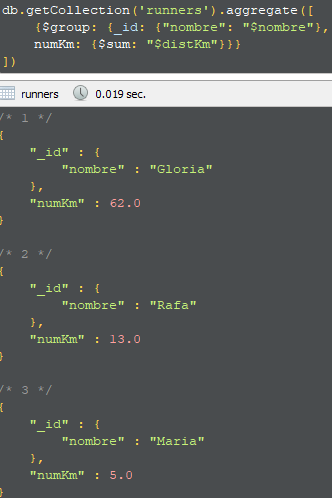 db.getCollection('runners').aggregate([
{$group: {_id: {"nombre": "$nombre"},
numKm: {$sum: "$distKm"}}}
])
runners 0.019 sec.
/* 1 */
{
"_id" : {
"nombre" : "Gloria"
},
"numKm" : 62.0
}
/* 2 */
{
"_id" : {
"nombre" : "Rafa"
},
"numKm" : 13.0
}
/* 3 */
{
"_id" : {
"nombre" : "Maria"
},
"numKm" : 5.0
}